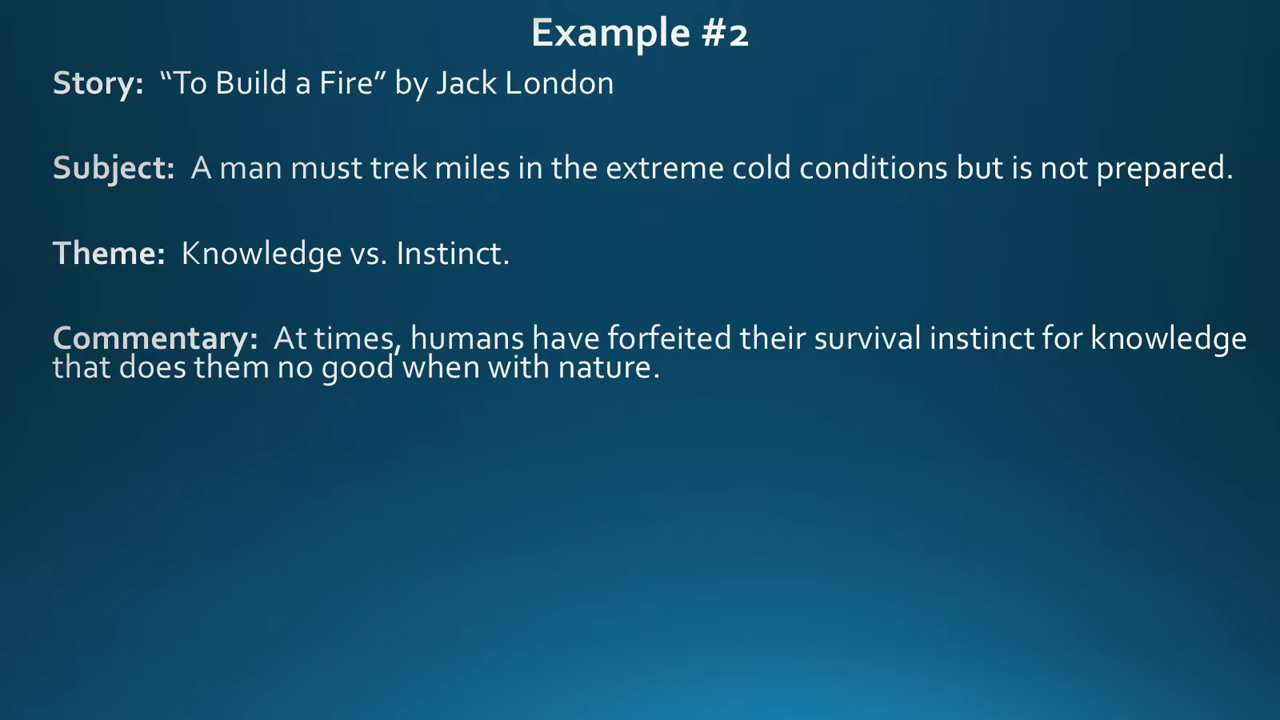 Example #2
Story: “To Build a Fire” by Jack London
Subject: A man must trek miles in the extreme cold conditions but is not prepared.
Theme: Knowledge vs. Instinct.
Commentary: At times, humans have forfeited their survival instinct for knowledge
that does them no good when with nature.